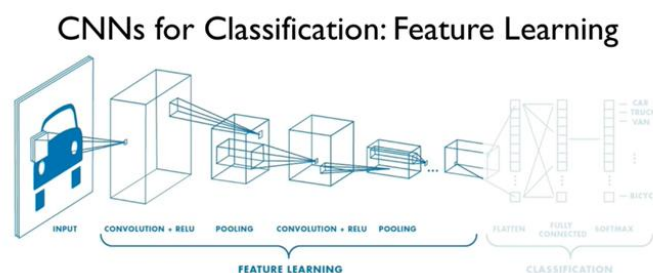 CNNs for Classification: Feature Learning
CAR
TRUCK
VAN
BICYC
INPUT
CONVOLUTION + RELU
POOLING
CONVOLUTION + RELU
POOLING
FLATTEN
FULLY
CONNECTED
SOFTMAX
FEATURE LEARNING
CLASSIFICATION